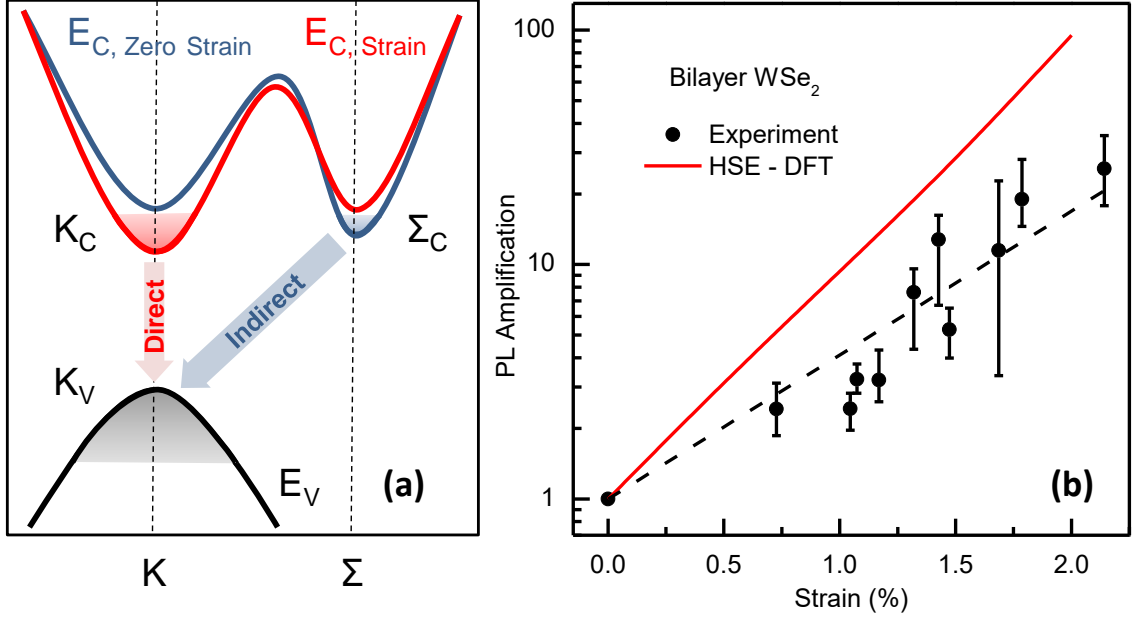 E_C, Zero Strain
E_C, Strain
K_C
Σ_C
Direct
Indirect
K_V
E_V
(a)
K
Σ
100
10
1
PL Amplification
Bilayer WSe₂
Experiment
HSE - DFT
(b)
0.0 0.5 1.0 1.5 2.0
Strain (%)